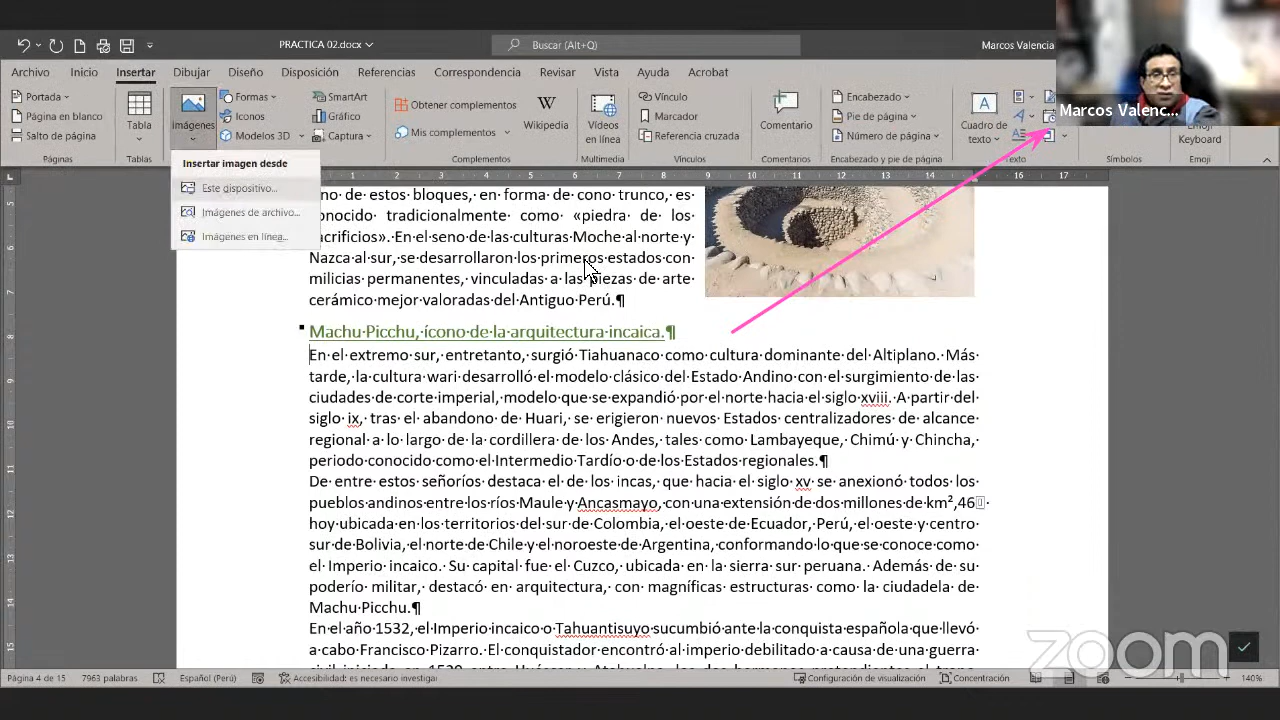 PRACTICA 02.docx
Buscar (Alt+Q)
Marcos Valencia
Archivo Inicio Insertar Dibujar Diseño Disposición Referencias Correspondencia Revisar Vista Ayuda Acrobat
Portada
Página en blanco
Salto de página
Páginas
Tabla
Tablas
Imágenes
Formas
Iconos
Modelos 3D
SmartArt
Gráfico
Captura
Obtener complementos
Mis complementos
Wikipedia
Vídeos en línea
Multimedia
Vínculo
Marcador
Referencia cruzada
Vínculos
Comentario
Comentarios
Encabezado
Pie de página
Número de página
Encabezado y pie de página
Cuadro de texto
Texto
Símbolos
Emoji Keyboard
Emoji
Marcos Valenc...
Insertar imagen desde
Este dispositivo...
Imágenes de archivo...
Imágenes en línea...
de estos bloques, en forma de cono trunco, es
conocido tradicionalmente como «piedra de los
sacrificios». En el seno de las culturas Moche al norte y
Nazca al sur, se desarrollaron los primeros estados con
milicias permanentes, vinculadas a las piezas de arte
cerámico mejor valoradas del Antiguo Perú.¶
Machu·Picchu,·ícono·de·la·arquitectura·incaica.¶
En el extremo sur, entretanto, surgió Tiahuanaco como cultura dominante del Altiplano. Más
tarde, la cultura wari desarrolló el modelo clásico del Estado Andino con el surgimiento de las
ciudades de corte imperial, modelo que se expandió por el norte hacia el siglo xviii. A partir del
siglo ix, tras el abandono de Huari, se erigieron nuevos Estados centralizadores de alcance
regional a lo largo de la cordillera de los Andes, tales como Lambayeque, Chimú y Chincha,
periodo conocido como el Intermedio Tardío o de los Estados regionales.¶
De entre estos señoríos destaca el de los incas, que hacia el siglo xv se anexionó todos los
pueblos andinos entre los ríos Maule y Ancasmayo, con una extensión de dos millones de km²,46
hoy ubicada en los territorios del sur de Colombia, el oeste de Ecuador, Perú, el oeste y centro
sur de Bolivia, el norte de Chile y el noroeste de Argentina, conformando lo que se conoce como
el Imperio incaico. Su capital fue el Cuzco, ubicada en la sierra sur peruana. Además de su
poderío militar, destacó en arquitectura, con magníficas estructuras como la ciudadela de
Machu Picchu.¶
En el año 1532, el Imperio incaico o Tahuantisuyo sucumbió ante la conquista española que llevó
a cabo Francisco Pizarro. El conquistador encontró al imperio debilitado a causa de una guerra
zoom
Página 4 de 15 7963 palabras Español (Perú) Accesibilidad: es necesario investigar Configuración de visualización Concentración 140%